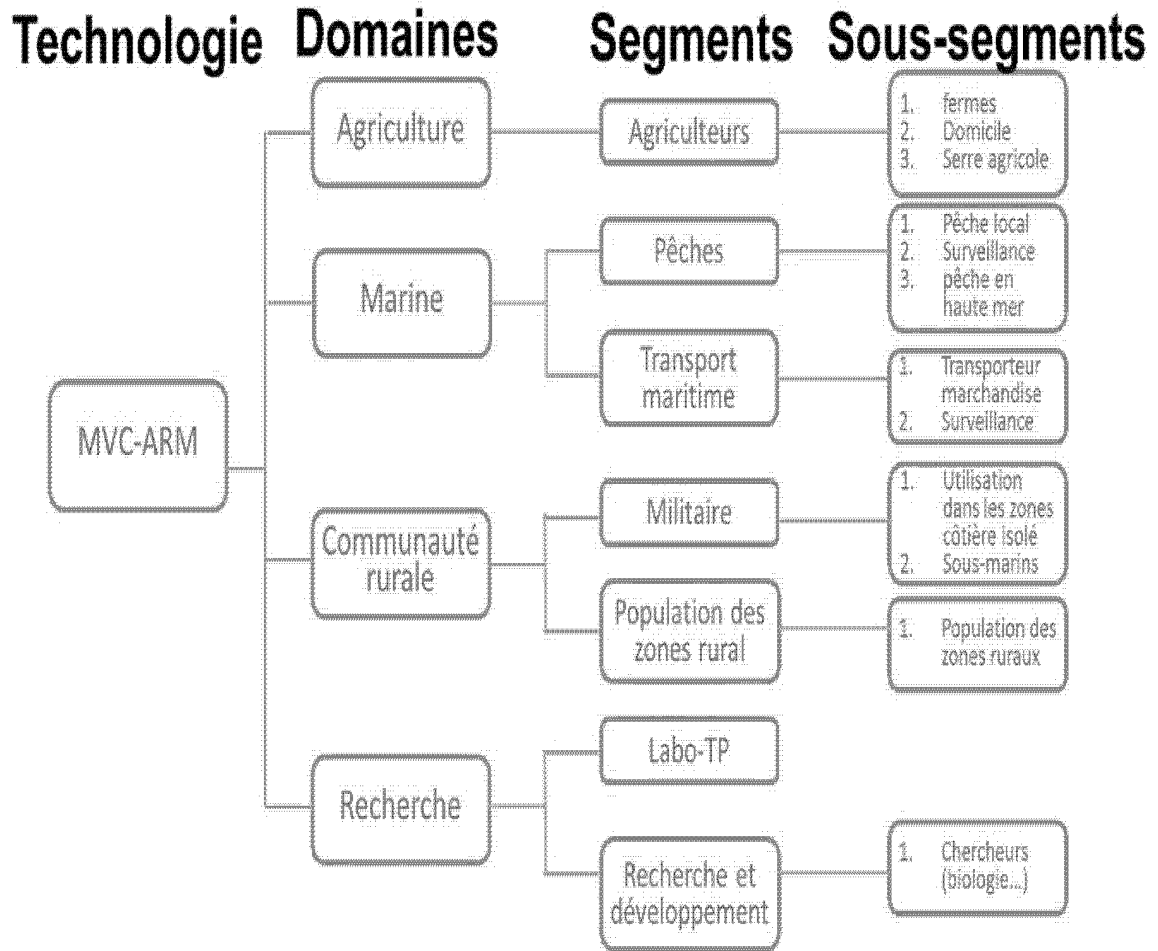 Technologie Domaines Segments Sous-segments
MVC-ARM
Agriculture
Agriculteurs
1. fermes
2. Domicile
3. Serre agricole
Marine
Pêches
1. Pêche local
2. Surveillance
3. pêche en
haute mer
Transport
maritime
1. Transporteur
marchandise
2. Surveillance
Communauté
rurale
Militaire
1. Utilisation
dans les zones
côtière isolé
2. Sous-marins
Population des
zones rural
1. Population des
zones ruraux
Recherche
Labo-TP
Recherche et
développement
1. Chercheurs
(biologie...)